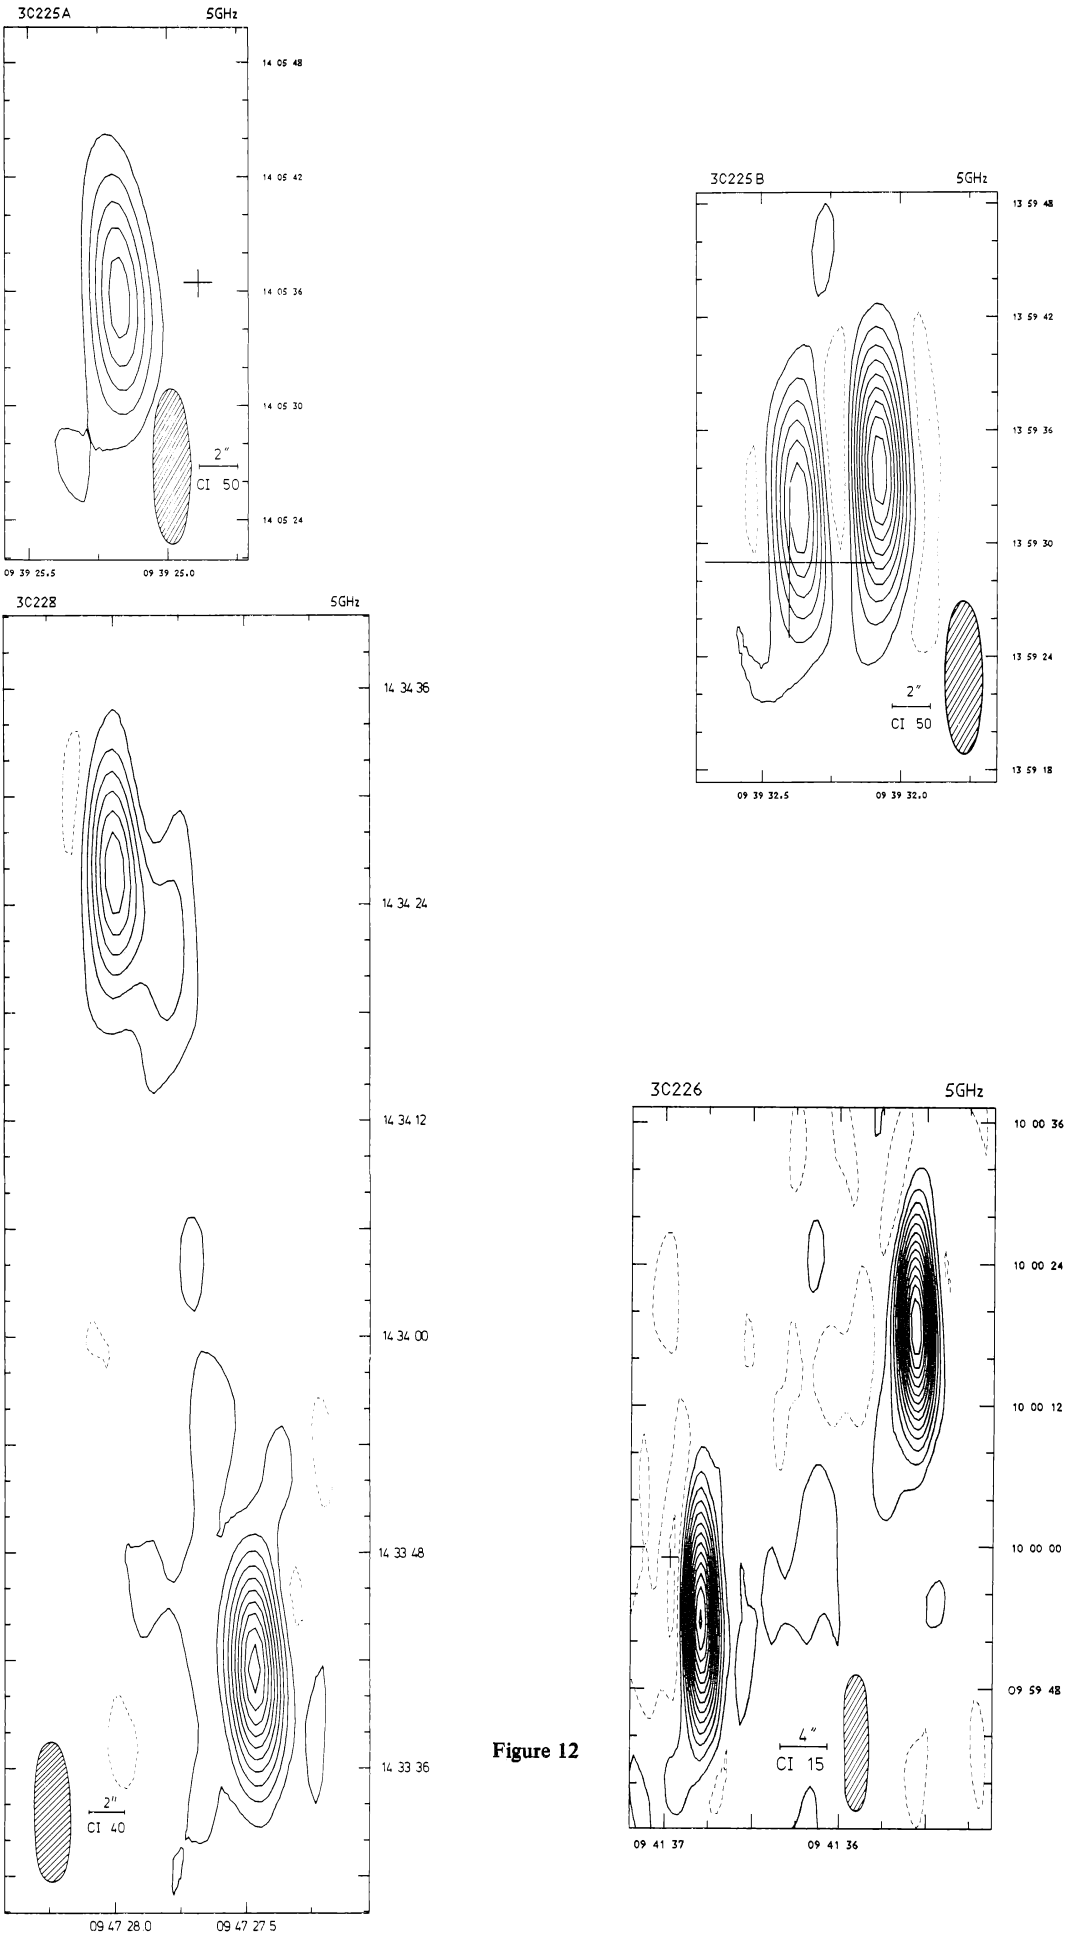 3C225A 5GHz
14 05 48
14 05 42
14 05 36
14 05 30
2″
CI 50
14 05 24
09 39 25.5 09 39 25.0
3C225B 5GHz
13 59 48
13 59 42
13 59 36
13 59 30
13 59 24
2″
CI 50
13 59 18
09 39 32.5 09 39 32.0
3C228 5GHz
14 34 36
14 34 24
14 34 12
14 34 00
14 33 48
14 33 36
2″
CI 40
09 47 28.0 09 47 27.5
3C226 5GHz
10 00 36
10 00 24
10 00 12
10 00 00
09 59 48
4″
CI 15
09 41 37 09 41 36
Figure 12